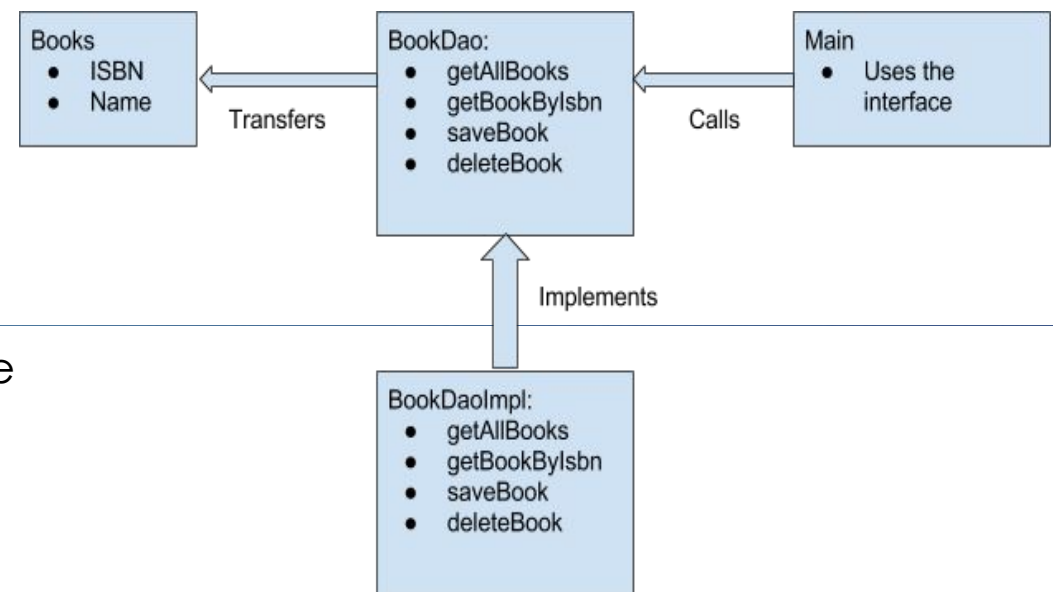 Books
● ISBN
● Name
Transfers
BookDao:
● getAllBooks
● getBookByIsbn
● saveBook
● deleteBook
Calls
Main
● Uses the
interface
Implements
e
BookDaoImpl:
● getAllBooks
● getBookByIsbn
● saveBook
● deleteBook